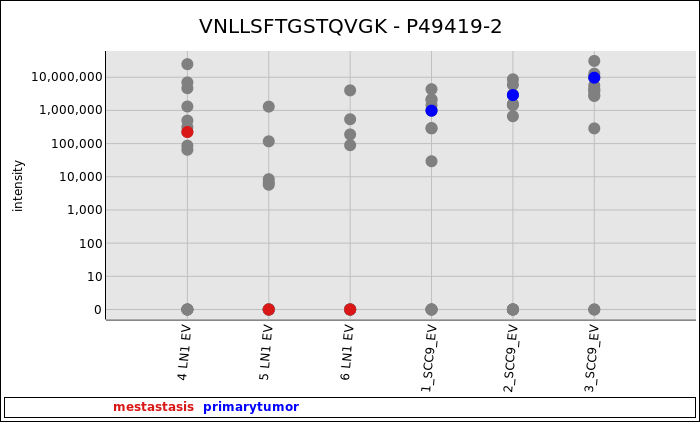 VNLLSFTGSTQVGK - P49419-2
intensity
10,000,000
1,000,000
100,000
10,000
1,000
100
10
0
4 LN1 EV
5 LN1 EV
6 LN1 EV
1_SCC9_EV
2_SCC9_EV
3_SCC9_EV
mestastasis primarytumor